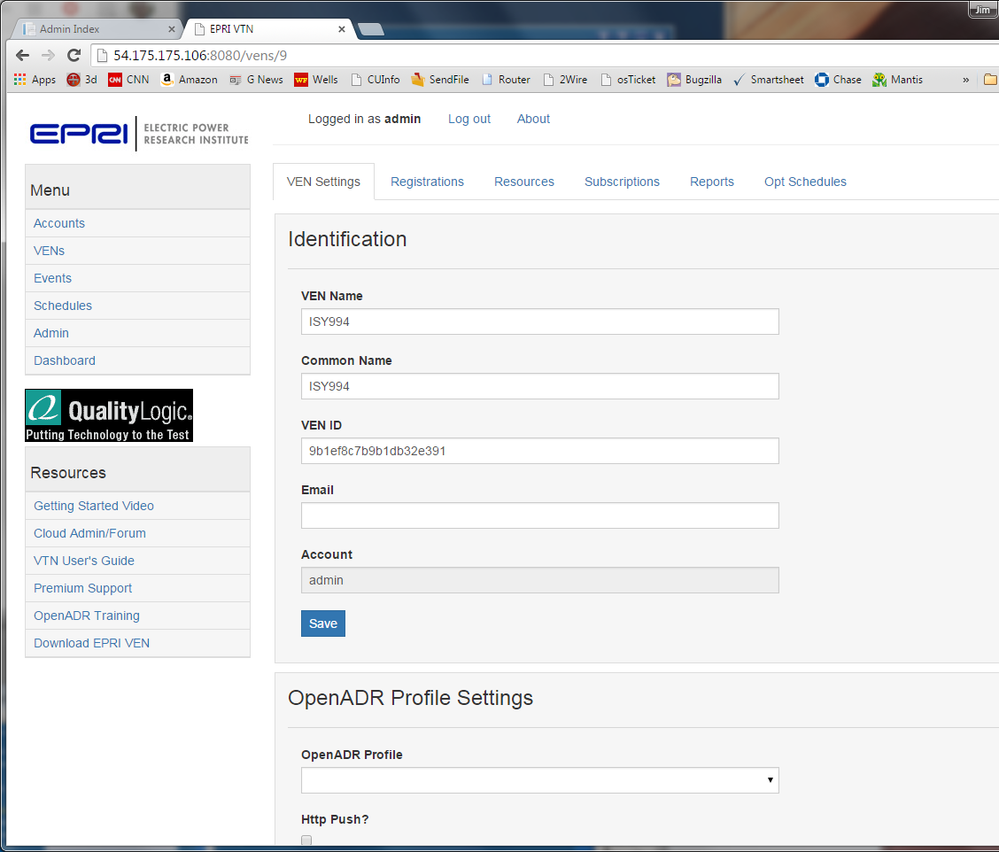 Jim
Admin Index
EPRI VTN
54.175.175.106:8080/vens/9
Apps 3d CNN CNN a Amazon G News WF Wells CUInfo SendFile Router 2Wire osTicket Bugzilla Smartsheet Chase Mantis »
EPRI ELECTRIC POWER
RESEARCH INSTITUTE
Logged in as admin Log out About
Menu
Accounts
VENs
Events
Schedules
Admin
Dashboard
QualityLogic®
Putting Technology to the Test
Resources
Getting Started Video
Cloud Admin/Forum
VTN User's Guide
Premium Support
OpenADR Training
Download EPRI VEN
VEN Settings Registrations Resources Subscriptions Reports Opt Schedules
Identification
VEN Name
ISY994
Common Name
ISY994
VEN ID
9b1ef8c7b9b1db32e391
Email
Account
admin
Save
OpenADR Profile Settings
OpenADR Profile
Http Push?